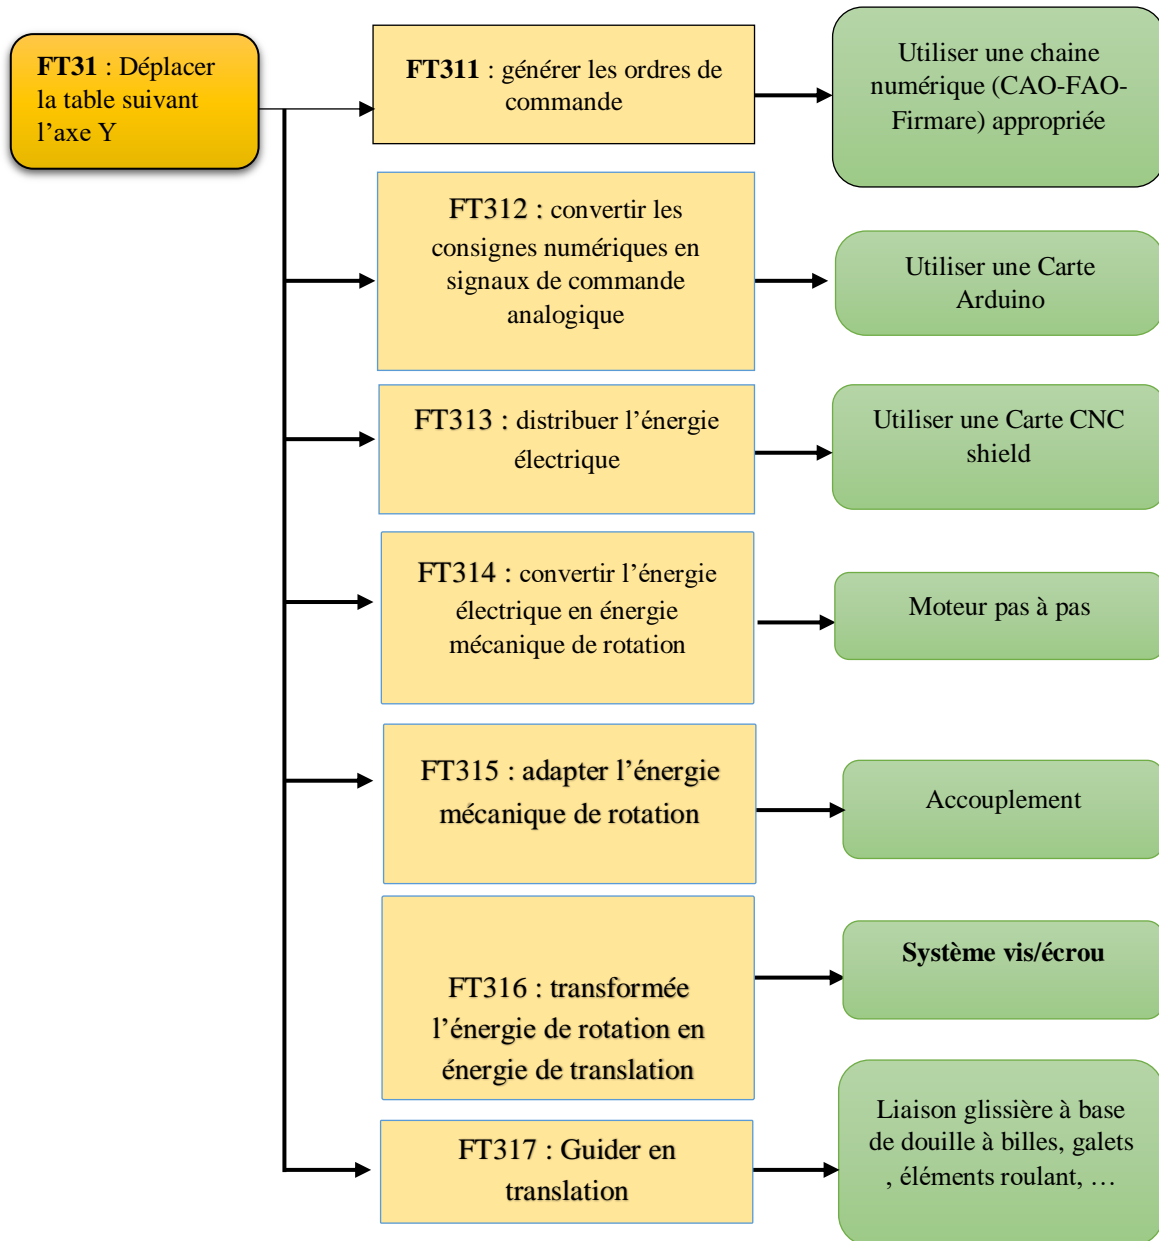 FT31 : Déplacer
la table suivant
l’axe Y
FT311 : générer les ordres de
commande
Utiliser une chaine
numérique (CAO-FAO-
Firmare) appropriée
FT312 : convertir les
consignes numériques en
signaux de commande
analogique
Utiliser une Carte
Arduino
FT313 : distribuer l’énergie
électrique
Utiliser une Carte CNC
shield
FT314 : convertir l’énergie
électrique en énergie
mécanique de rotation
Moteur pas à pas
FT315 : adapter l’énergie
mécanique de rotation
Accouplement
FT316 : transformée
l’énergie de rotation en
énergie de translation
Système vis/écrou
FT317 : Guider en
translation
Liaison glissière à base
de douille à billes, galets
, éléments roulant, …